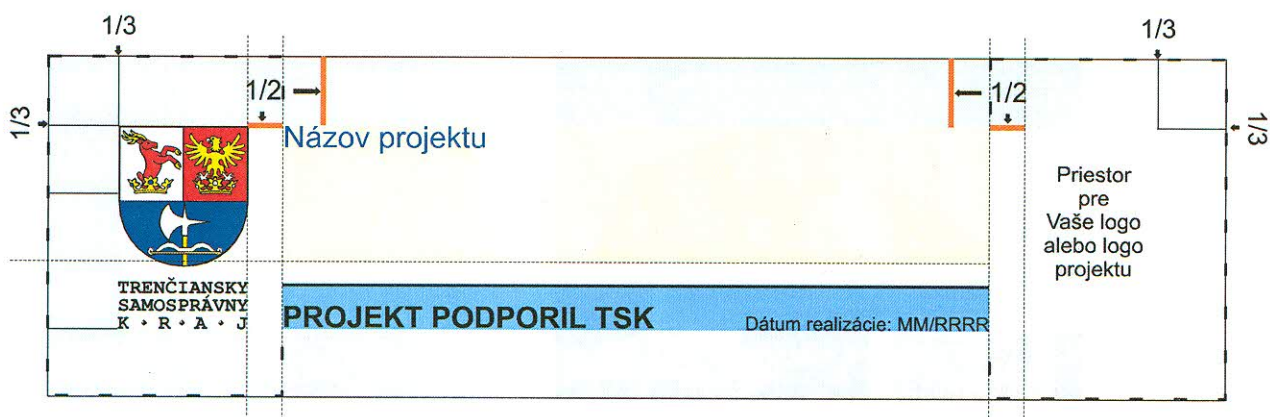 1/3
1/3
1/2
1/2
1/3
1/3
Názov projektu
Priestor
pre
Vaše logo
alebo logo
projektu
TRENČIANSKY
SAMOSPRÁVNY
K · R · A · J
PROJEKT PODPORIL TSK
Dátum realizácie: MM/RRRR